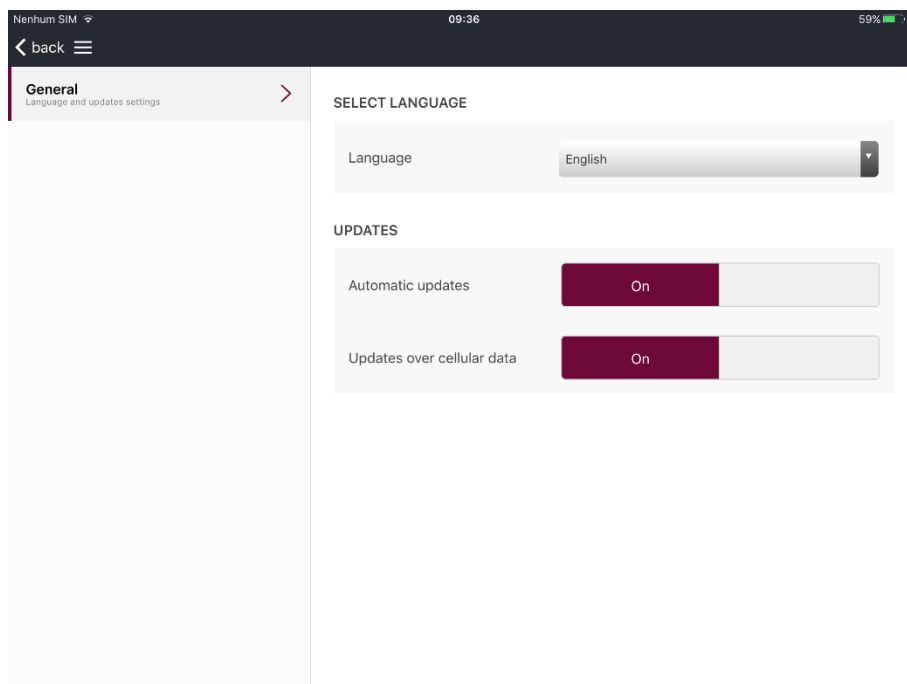 Nenhum SIM 09:36 59%
back
General
Language and updates settings
SELECT LANGUAGE
Language English
UPDATES
Automatic updates On
Updates over cellular data On